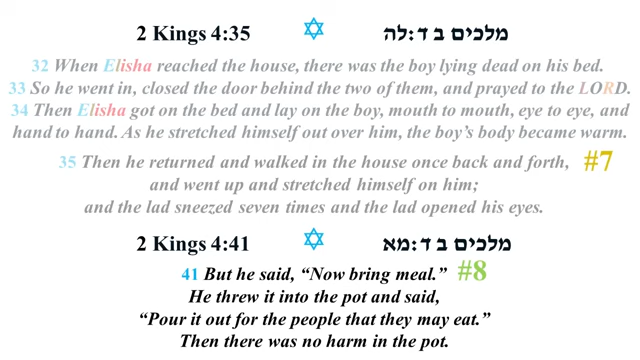 2 Kings 4:35 ✡ מלכים ב ד:לה
32 When Elisha reached the house, there was the boy lying dead on his bed.
33 So he went in, closed the door behind the two of them, and prayed to the LORD.
34 Then Elisha got on the bed and lay on the boy, mouth to mouth, eye to eye, and
hand to hand. As he stretched himself out over him, the boy’s body became warm.
35 Then he returned and walked in the house once back and forth, #7
and went up and stretched himself on him;
and the lad sneezed seven times and the lad opened his eyes.
2 Kings 4:41 ✡ מלכים ב ד:מא
41 But he said, “Now bring meal.” #8
He threw it into the pot and said,
“Pour it out for the people that they may eat.”
Then there was no harm in the pot.